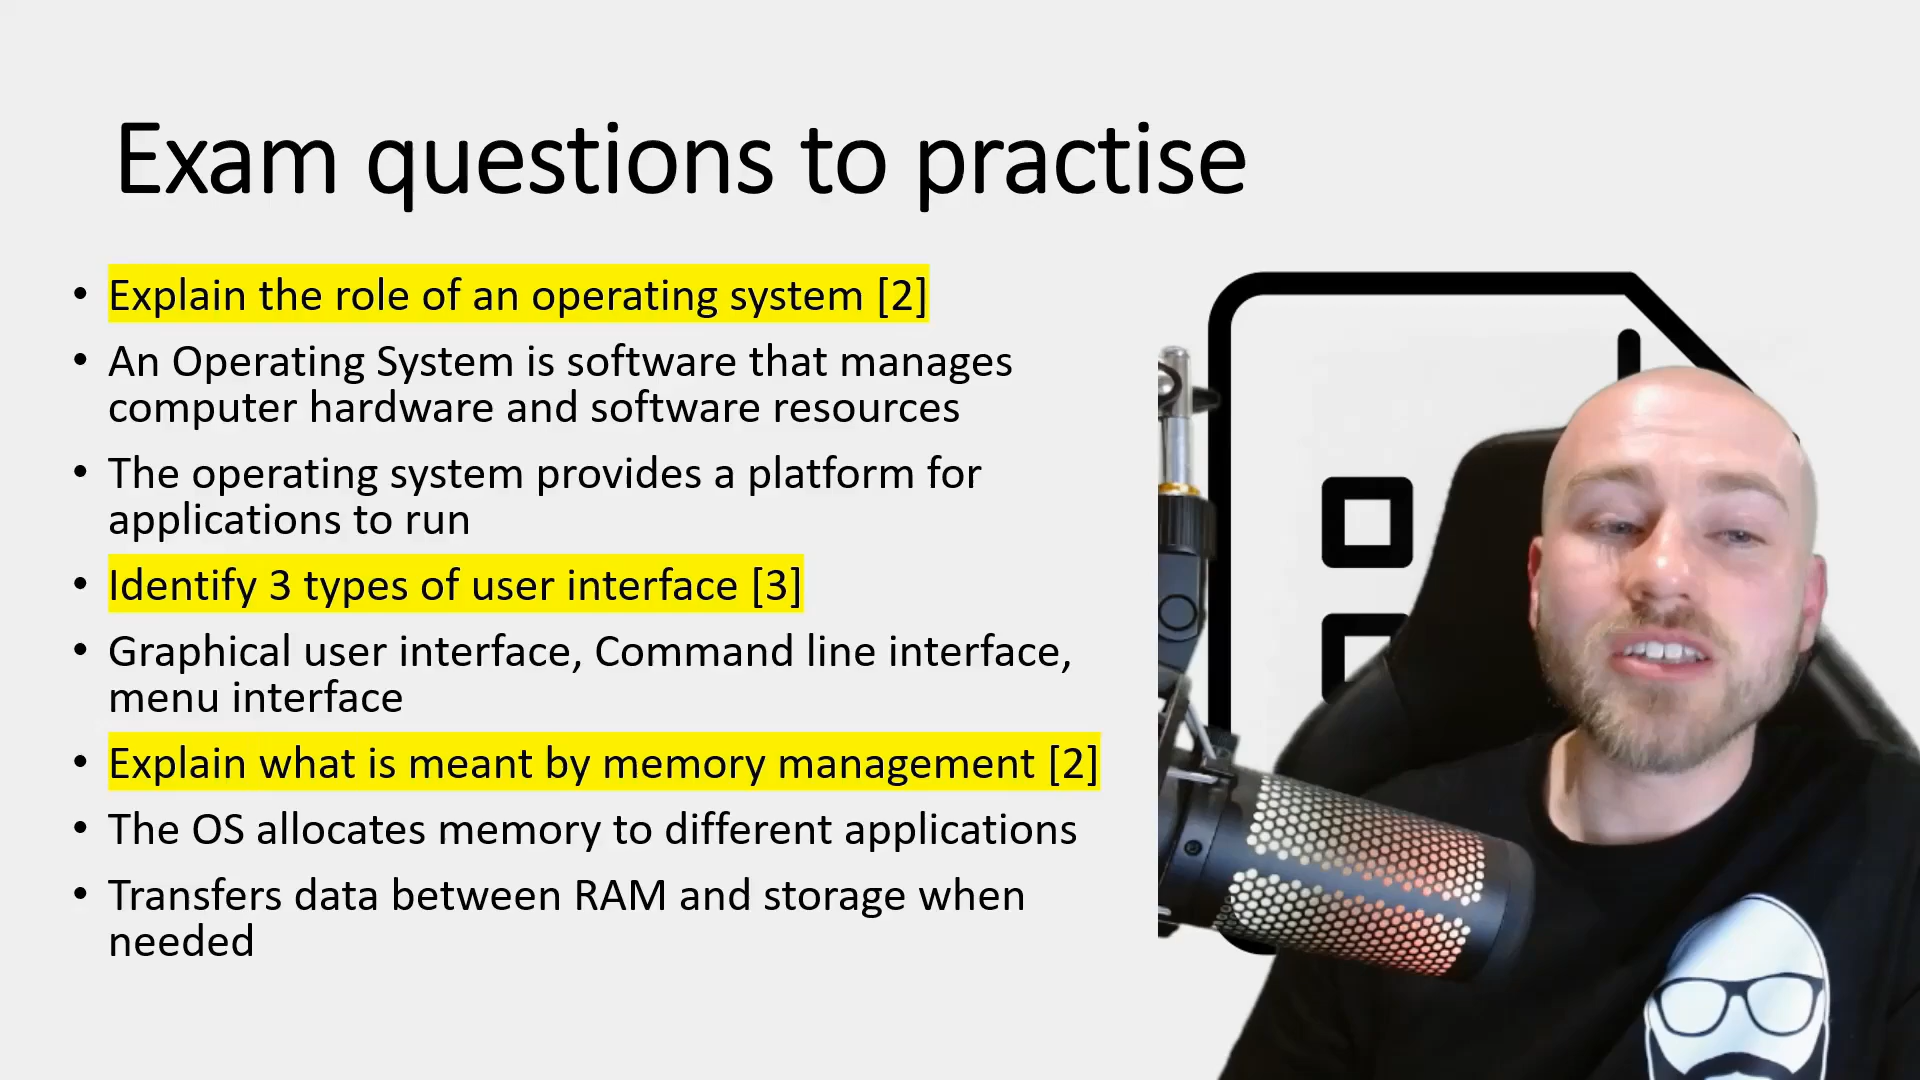 Exam questions to practise
• Explain the role of an operating system [2]
• An Operating System is software that manages
computer hardware and software resources
• The operating system provides a platform for
applications to run
• Identify 3 types of user interface [3]
• Graphical user interface, Command line interface,
menu interface
• Explain what is meant by memory management [2]
• The OS allocates memory to different applications
• Transfers data between RAM and storage when
needed